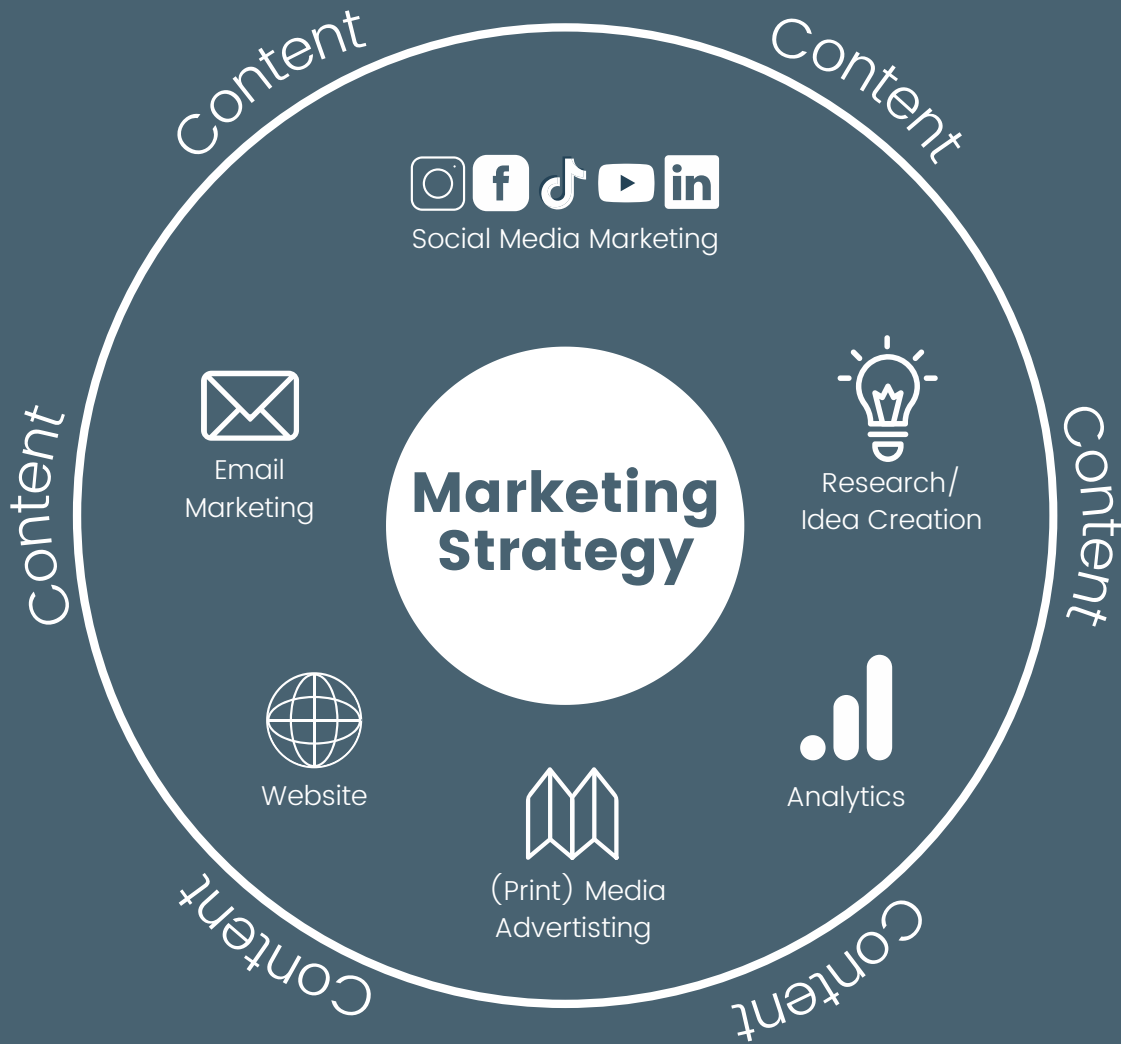 Content
Content
Social Media Marketing
Email
Marketing
Research/
Idea Creation
Content
Content
Marketing
Strategy
Website
Analytics
(Print) Media
Advertisting
Content
Content